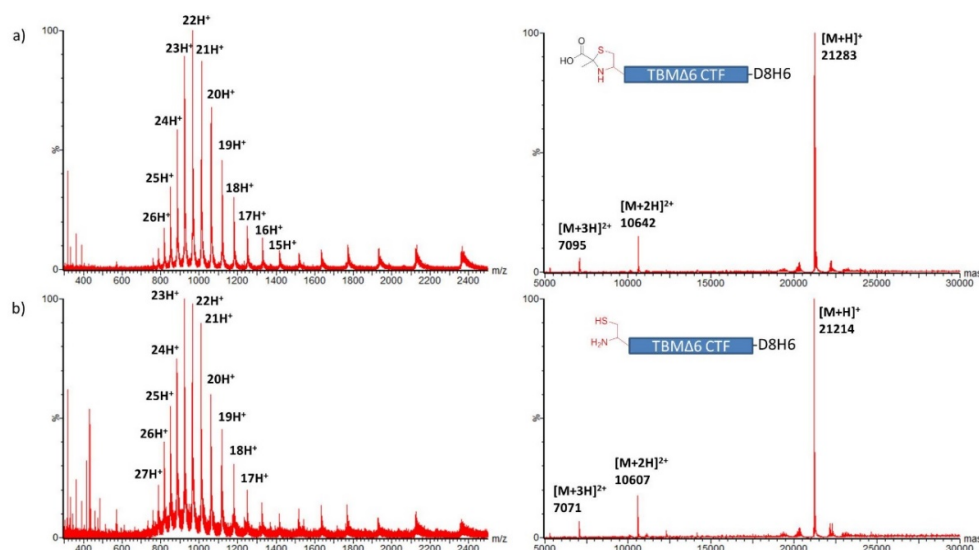 a)
100
%
0
22H⁺
23H⁺
21H⁺
20H⁺
24H⁺
19H⁺
25H⁺
18H⁺
26H⁺
17H⁺
16H⁺
15H⁺
400 600 800 1000 1200 1400 1600 1800 2000 2200 2400 m/z
100
%
0
[M+H]⁺
21283
O
HO
S
NH
TBMΔ6 CTF -D8H6
[M+2H]²⁺
10642
[M+3H]²⁺
7095
5000 10000 15000 20000 25000 30000 mass
b)
100
%
0
23H⁺
22H⁺
21H⁺
24H⁺
20H⁺
25H⁺
19H⁺
26H⁺
18H⁺
27H⁺
17H⁺
400 600 800 1000 1200 1400 1600 1800 2000 2200 2400 m/z
100
%
0
[M+H]⁺
21214
HS
H₂N
TBMΔ6 CTF -D8H6
[M+2H]²⁺
10607
[M+3H]²⁺
7071
5000 10000 15000 20000 25000 30000